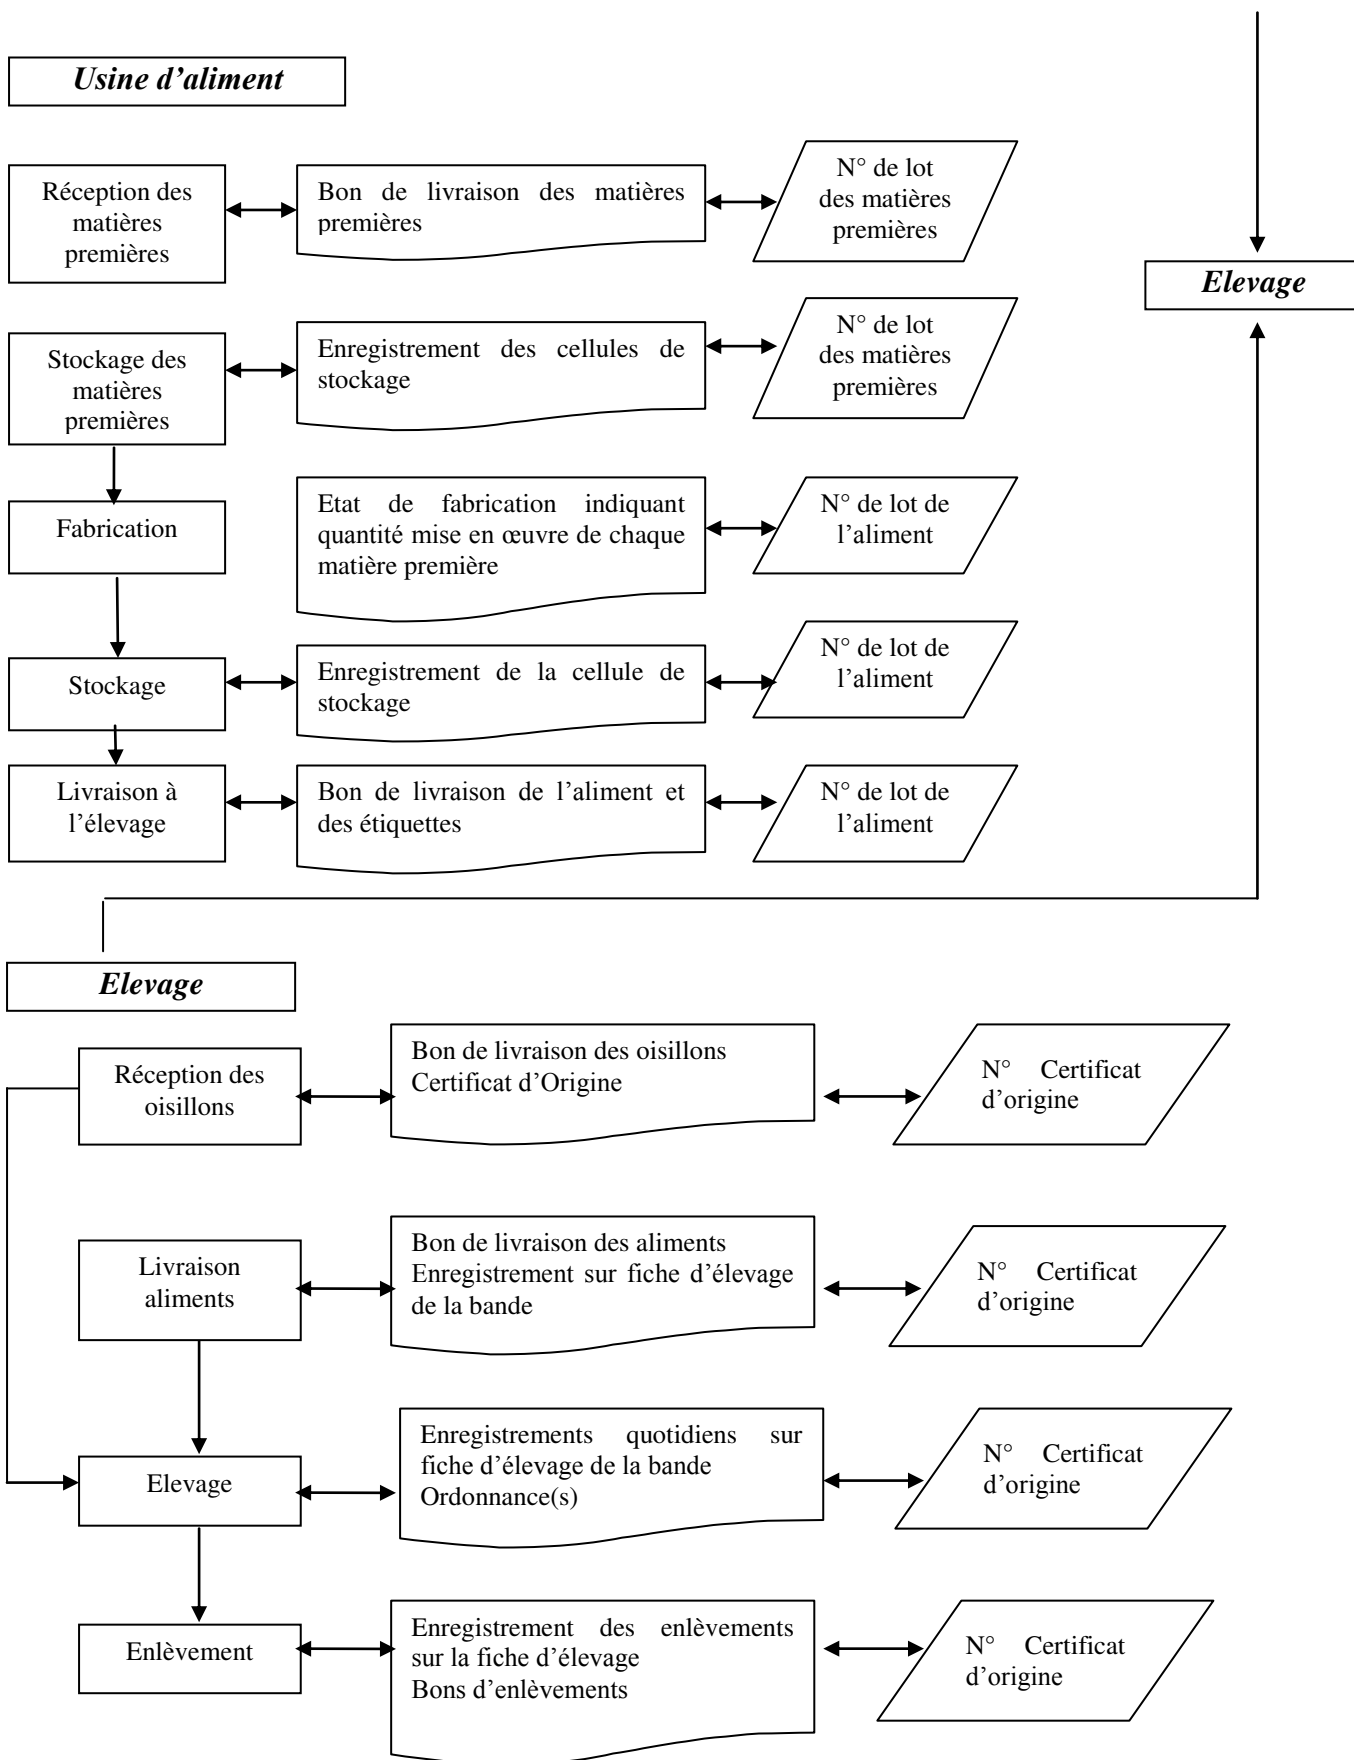 Usine d’aliment
Réception des
matières
premières
Bon de livraison des matières
premières
N° de lot
des matières
premières
Elevage
Stockage des
matières
premières
Enregistrement des cellules de
stockage
N° de lot
des matières
premières
Fabrication
Etat de fabrication indiquant
quantité mise en œuvre de chaque
matière première
N° de lot de
l’aliment
Stockage
Enregistrement de la cellule de
stockage
N° de lot de
l’aliment
Livraison à
l’élevage
Bon de livraison de l’aliment et
des étiquettes
N° de lot de
l’aliment
Elevage
Réception des
oisillons
Bon de livraison des oisillons
Certificat d’Origine
N° Certificat
d’origine
Livraison
aliments
Bon de livraison des aliments
Enregistrement sur fiche d’élevage
de la bande
N° Certificat
d’origine
Elevage
Enregistrements quotidiens sur
fiche d’élevage de la bande
Ordonnance(s)
N° Certificat
d’origine
Enlèvement
Enregistrement des enlèvements
sur la fiche d’élevage
Bons d’enlèvements
N° Certificat
d’origine